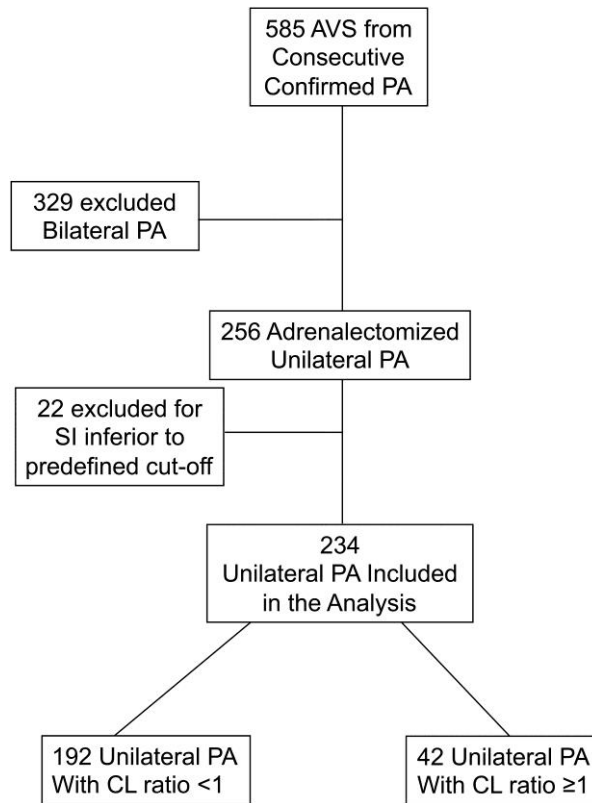 585 AVS from
Consecutive
Confirmed PA
329 excluded
Bilateral PA
256 Adrenalectomized
Unilateral PA
22 excluded for
SI inferior to
predefined cut-off
234
Unilateral PA Included
in the Analysis
192 Unilateral PA
With CL ratio <1
42 Unilateral PA
With CL ratio ≥1